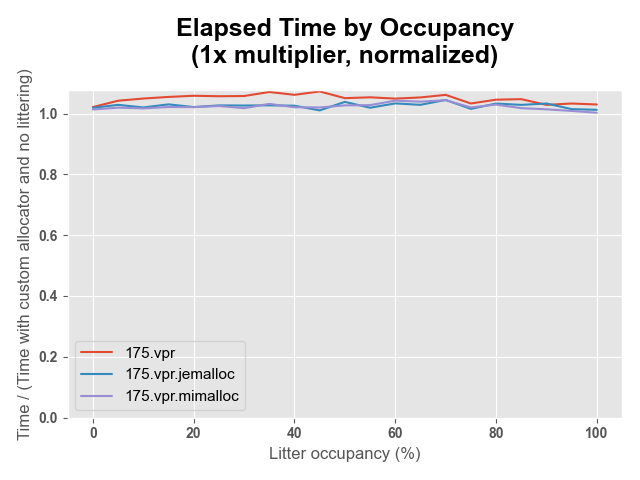 Elapsed Time by Occupancy
(1x multiplier, normalized)
Time / (Time with custom allocator and no littering)
1.0
0.8
0.6
0.4
0.2
0.0
175.vpr
175.vpr.jemalloc
175.vpr.mimalloc
0 20 40 60 80 100
Litter occupancy (%)